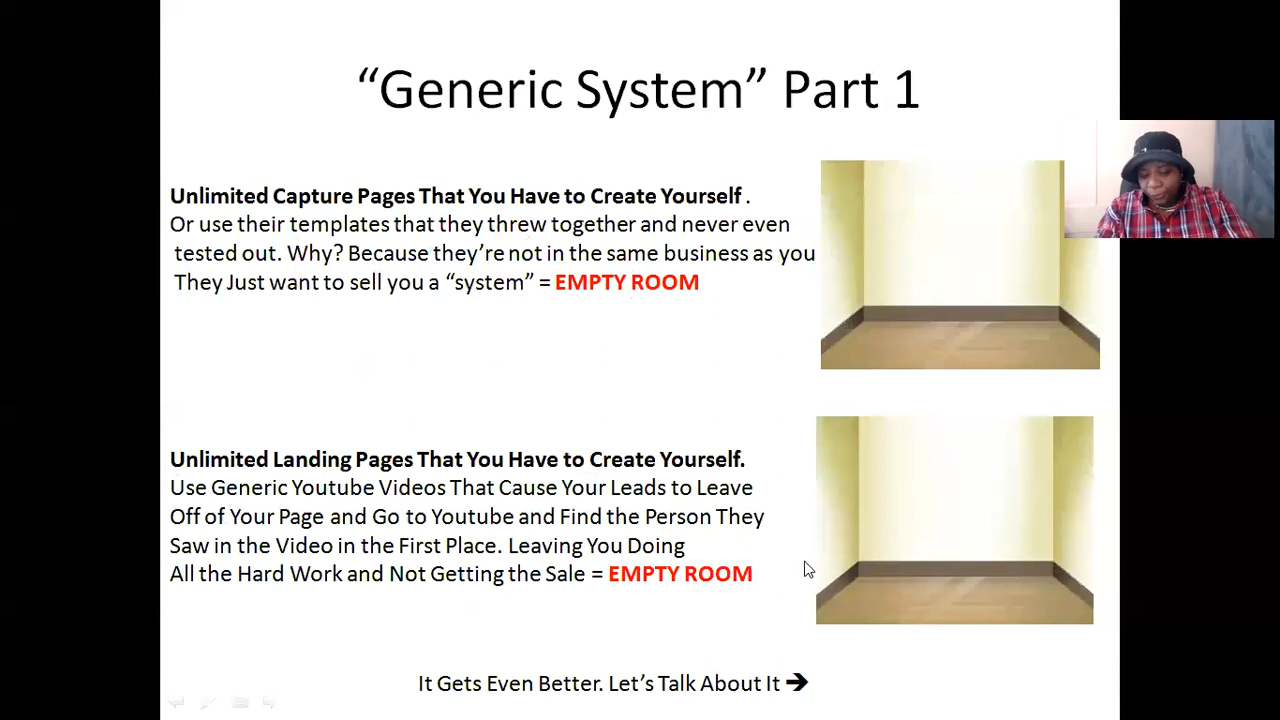 “Generic System” Part 1
Unlimited Capture Pages That You Have to Create Yourself .
Or use their templates that they threw together and never even
tested out. Why? Because they’re not in the same business as you
They Just want to sell you a “system” = EMPTY ROOM
Unlimited Landing Pages That You Have to Create Yourself.
Use Generic Youtube Videos That Cause Your Leads to Leave
Off of Your Page and Go to Youtube and Find the Person They
Saw in the Video in the First Place. Leaving You Doing
All the Hard Work and Not Getting the Sale = EMPTY ROOM
It Gets Even Better. Let’s Talk About It →